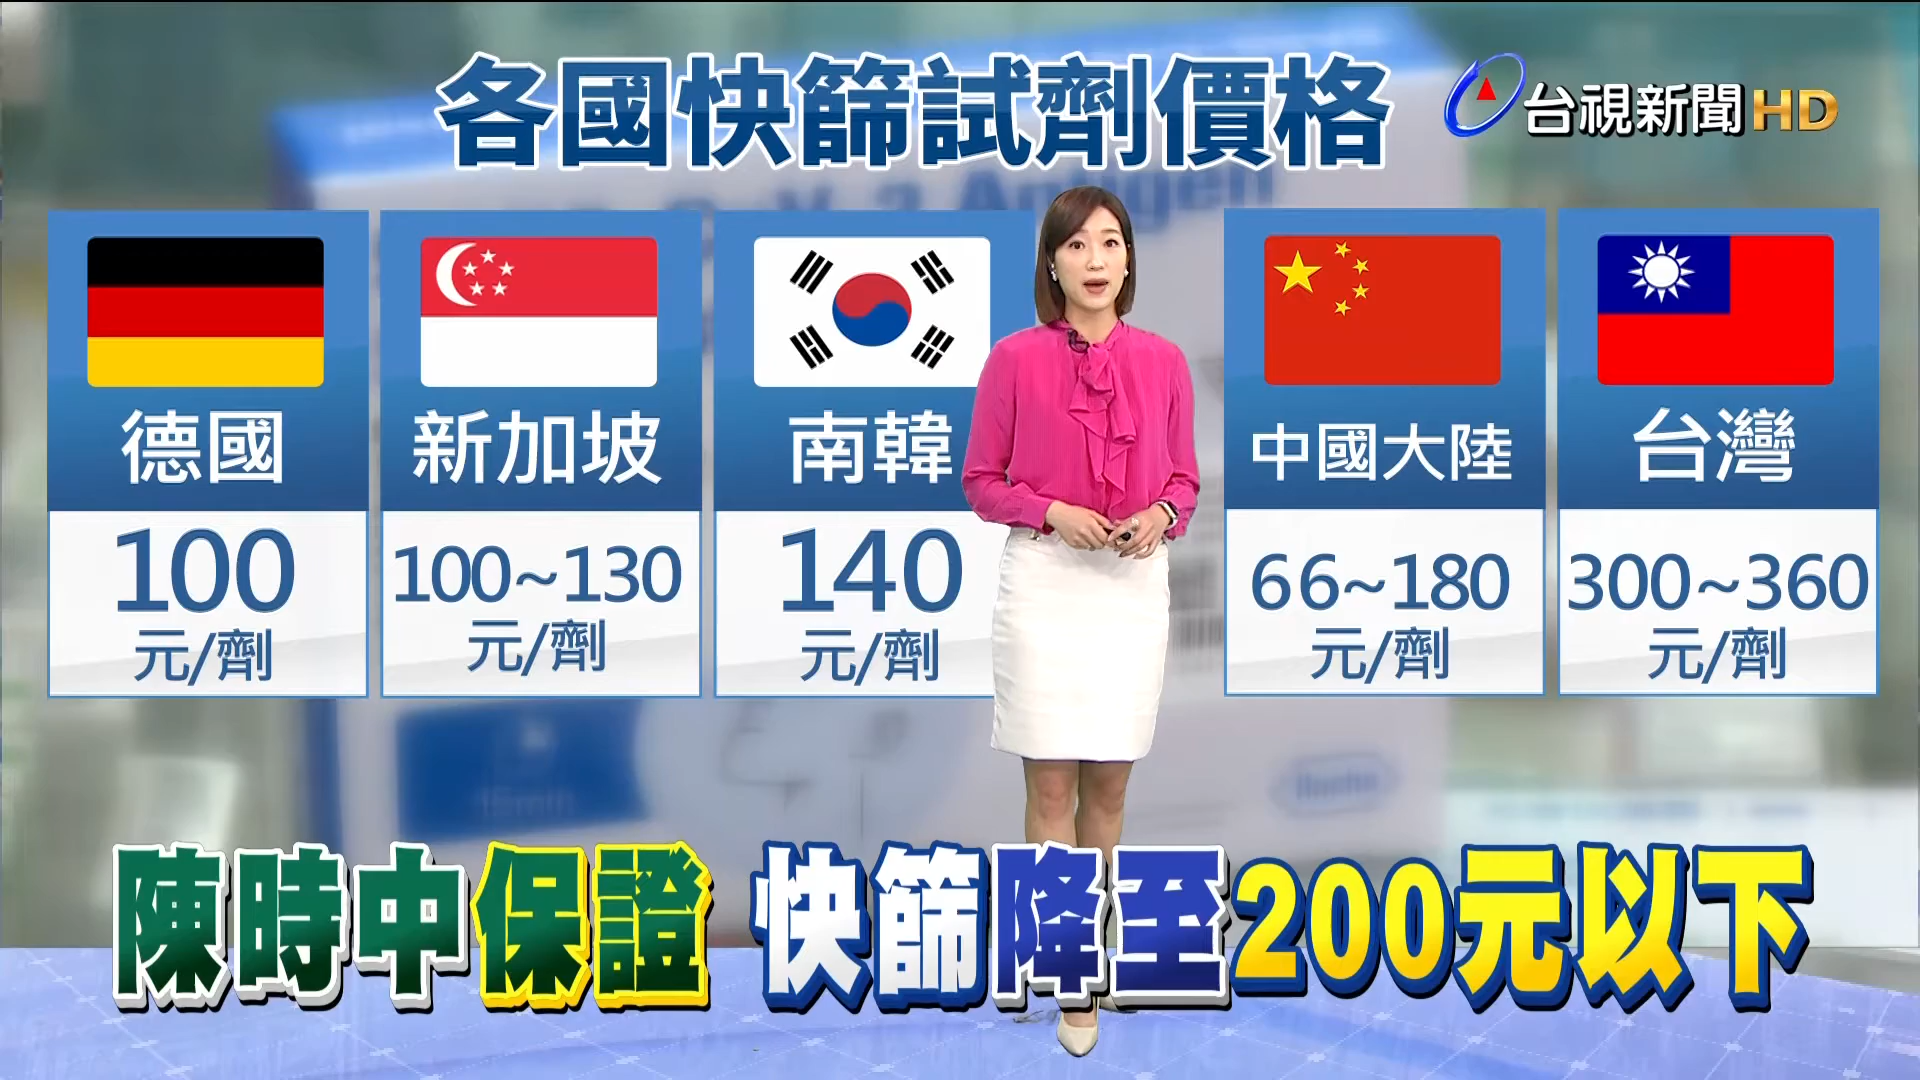 各國快篩試劑價格
台視新聞HD
德國
100
元/劑
新加坡
100~130
元/劑
南韓
140
元/劑
中國大陸
66~180
元/劑
台灣
300~360
元/劑
Antigen
陳時中保證 快篩降至200元以下